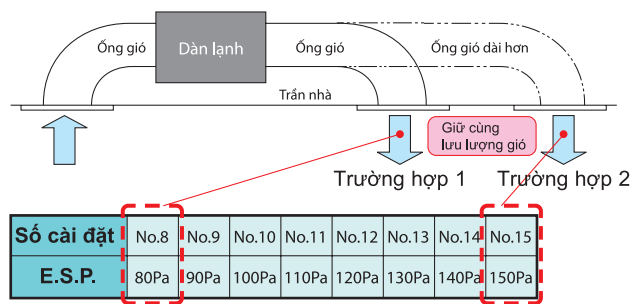 Ống gió
Dàn lạnh
Ống gió
Ống gió dài hơn
Trần nhà
Giữ cùng
lưu lượng gió
Trường hợp 1
Trường hợp 2
Số cài đặt No.8 No.9 No.10 No.11 No.12 No.13 No.14 No.15
E.S.P. 80Pa 90Pa 100Pa 110Pa 120Pa 130Pa 140Pa 150Pa